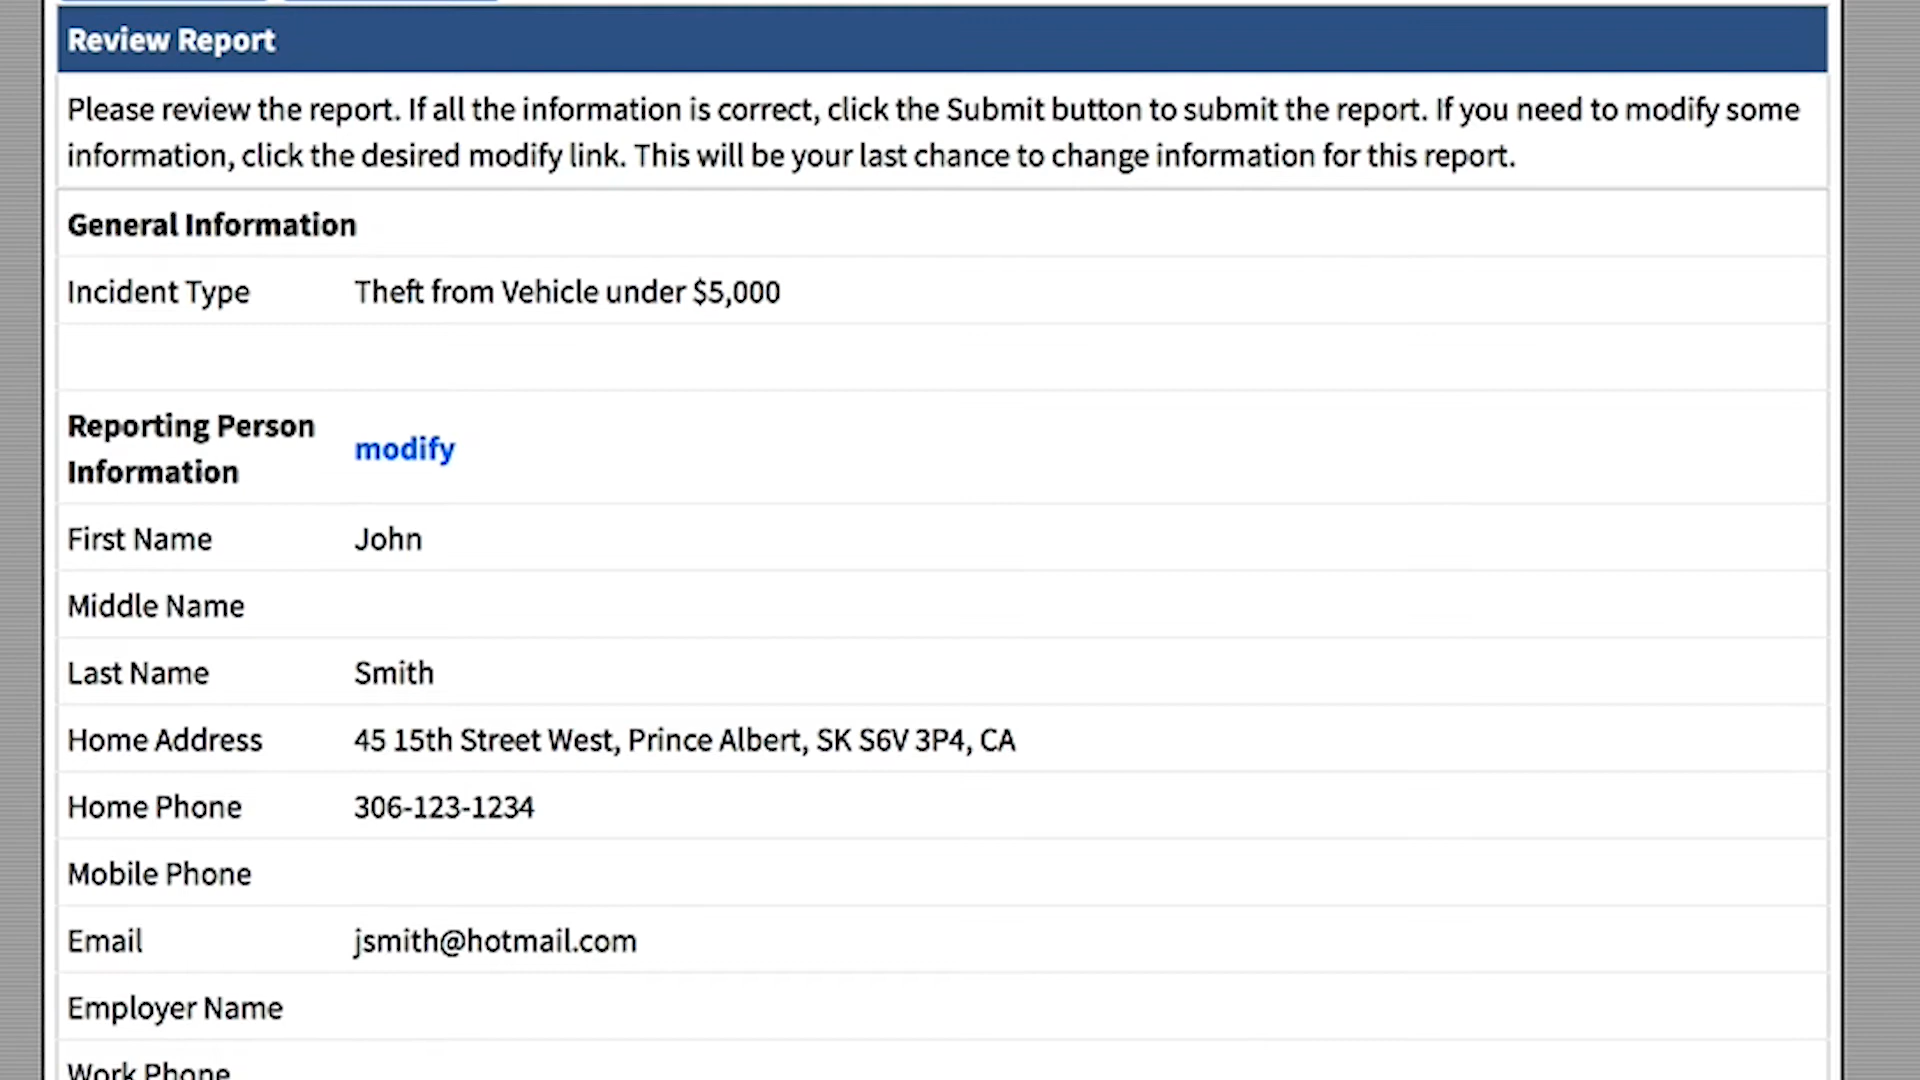 Review Report
Please review the report. If all the information is correct, click the Submit button to submit the report. If you need to modify some
information, click the desired modify link. This will be your last chance to change information for this report.
General Information
Incident Type Theft from Vehicle under $5,000
Reporting Person
Information
modify
First Name John
Middle Name
Last Name Smith
Home Address 45 15th Street West, Prince Albert, SK S6V 3P4, CA
Home Phone 306-123-1234
Mobile Phone
Email jsmith@hotmail.com
Employer Name
Work Phone